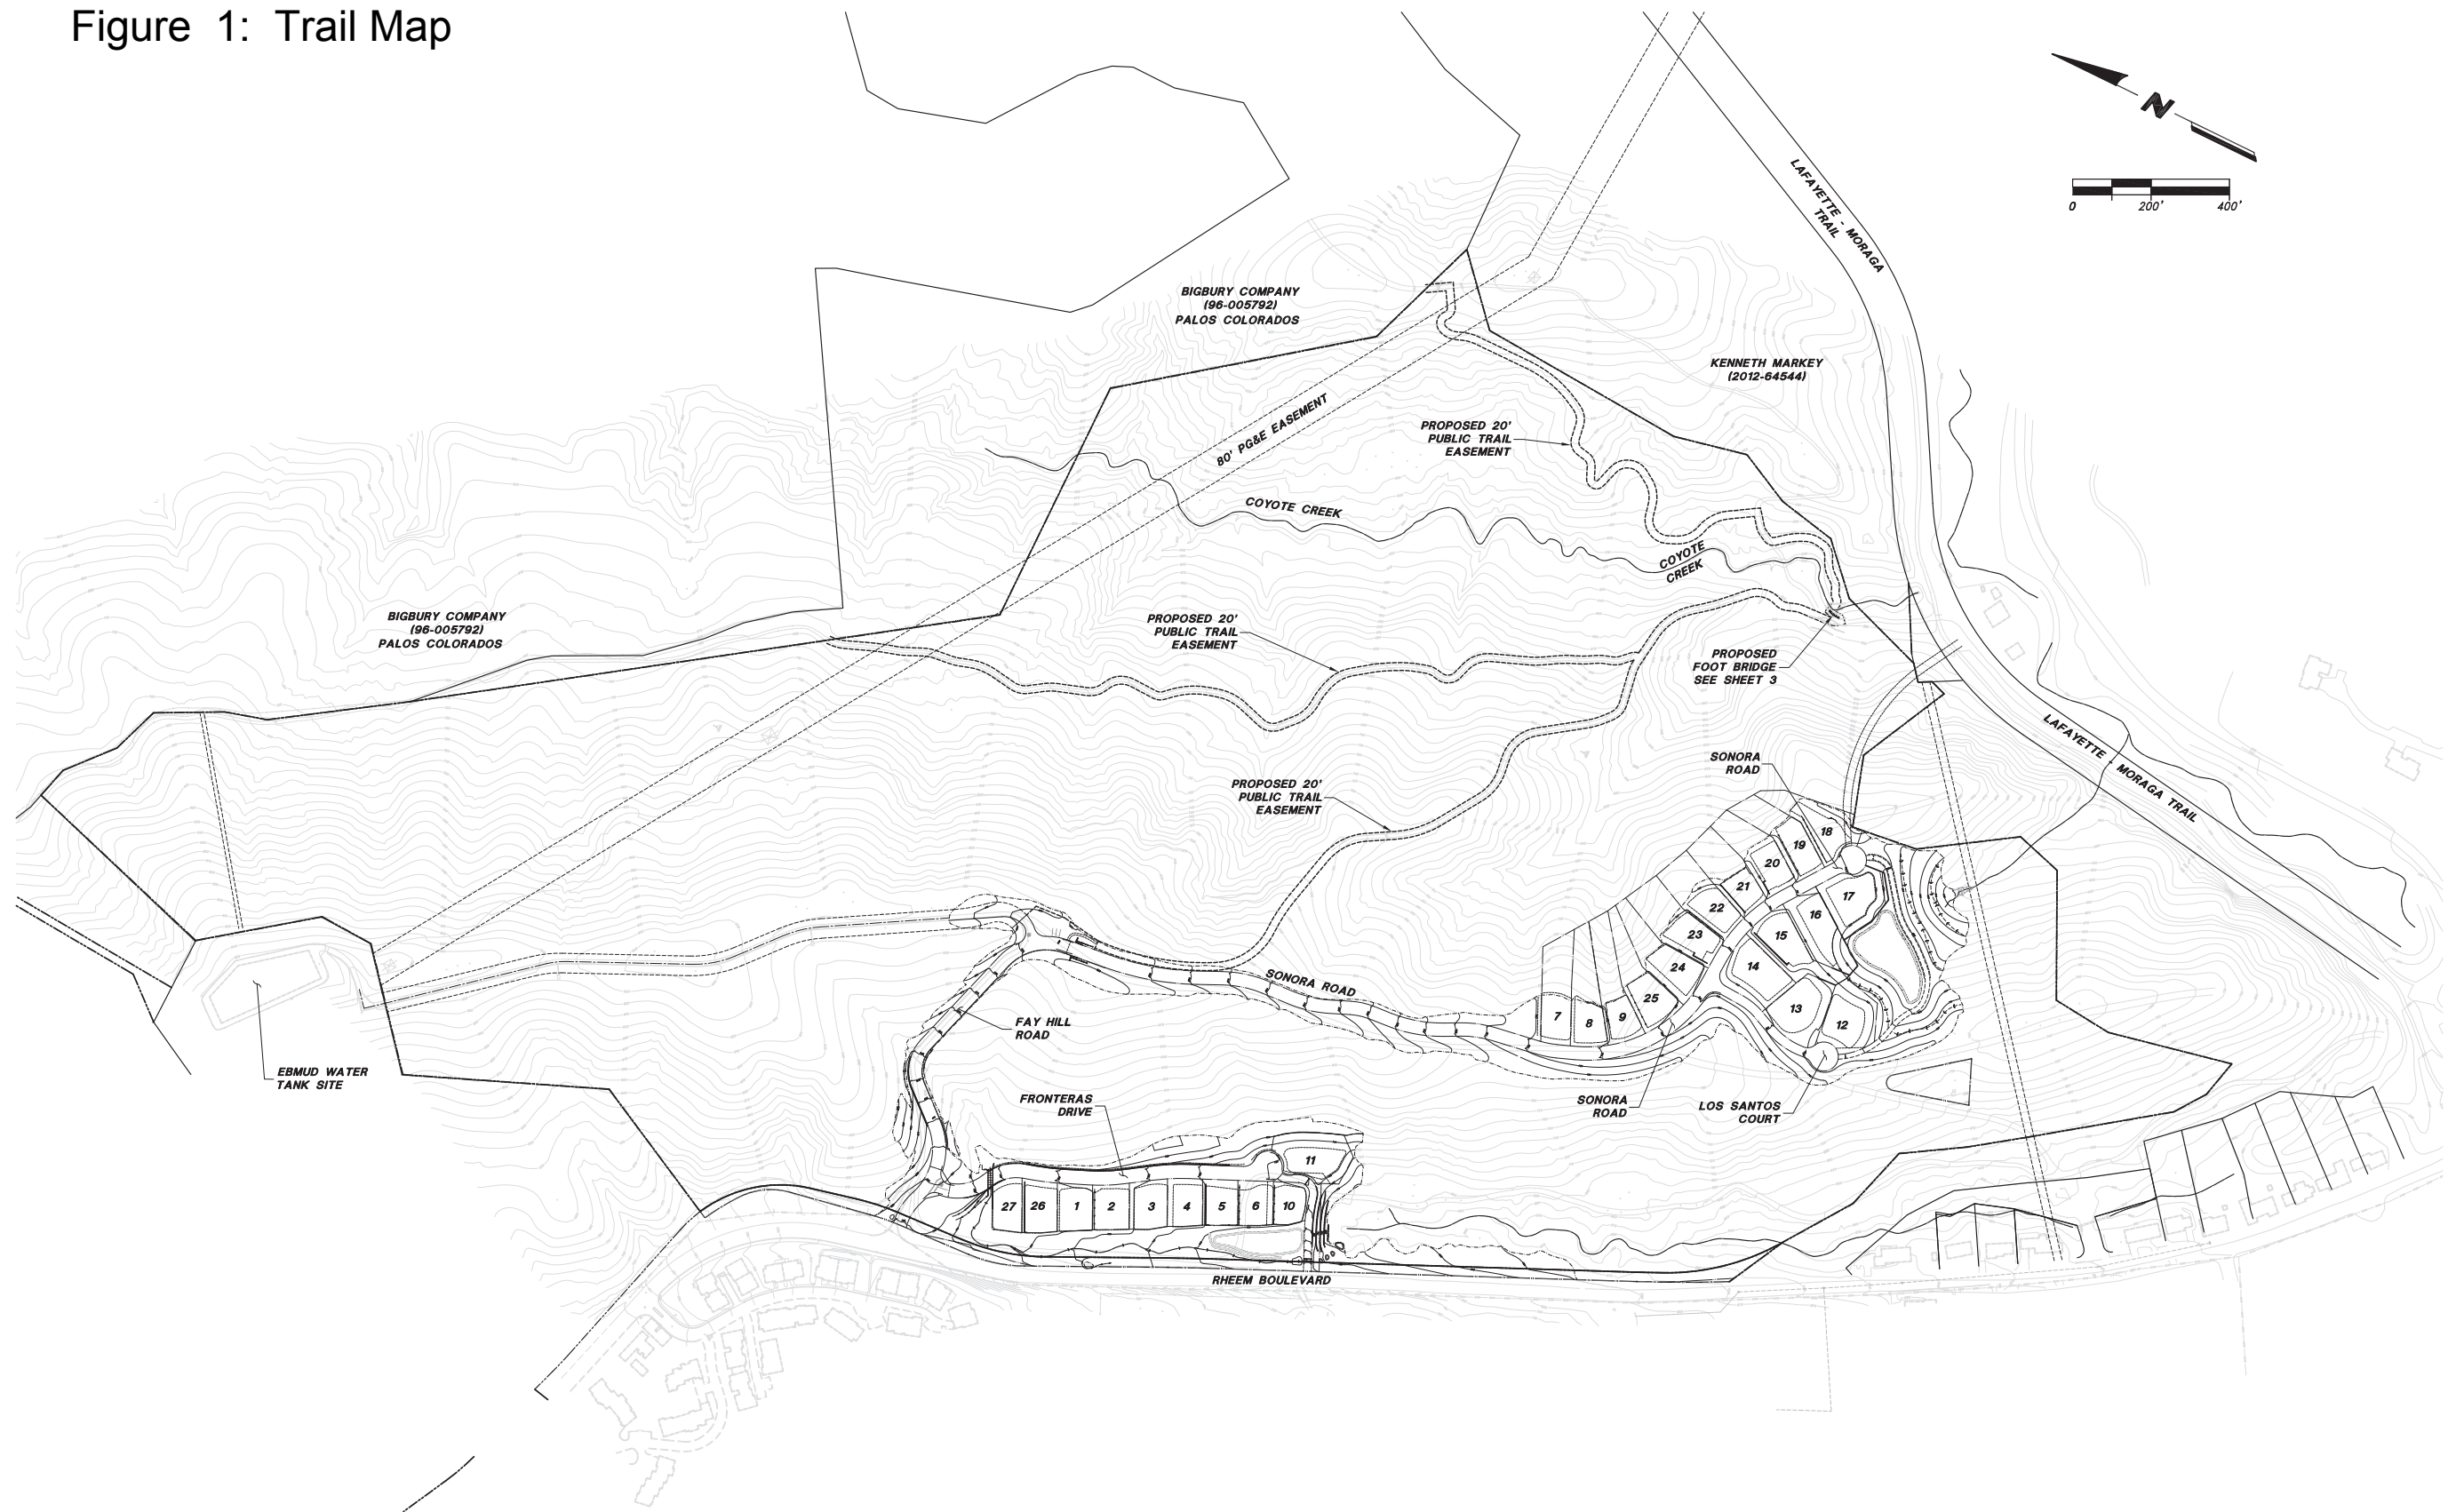 Figure 1: Trail Map
N
0 200' 400'
LAFAYETTE - MORAGA
TRAIL
BIGBURY COMPANY
(96-005792)
PALOS COLORADOS
KENNETH MARKEY
(2012-64544)
80' PG&E EASEMENT
PROPOSED 20'
PUBLIC TRAIL
EASEMENT
COYOTE CREEK
COYOTE
CREEK
BIGBURY COMPANY
(96-005792)
PALOS COLORADOS
PROPOSED 20'
PUBLIC TRAIL
EASEMENT
PROPOSED
FOOT BRIDGE
SEE SHEET 3
LAFAYETTE - MORAGA TRAIL
SONORA
ROAD
PROPOSED 20'
PUBLIC TRAIL
EASEMENT
18
19
20
21
22
17
16
23
15
24
14
25
13
12
7
8
9
SONORA ROAD
FAY HILL
ROAD
EBMUD WATER
TANK SITE
FRONTERAS
DRIVE
SONORA
ROAD
LOS SANTOS
COURT
11
27 26 1 2 3 4 5 6 10
RHEEM BOULEVARD